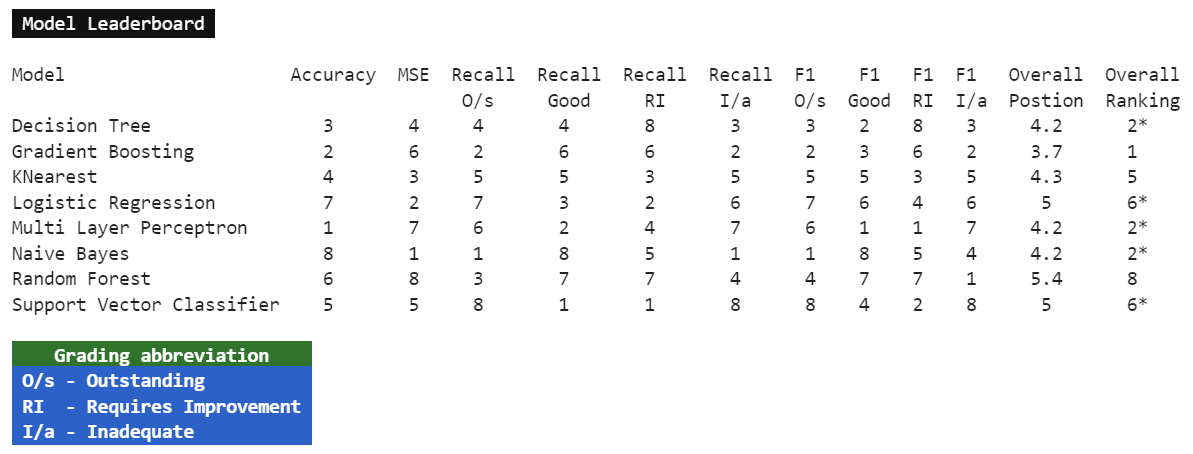 Model Leaderboard
Model Accuracy MSE Recall Recall Recall Recall F1 F1 F1 F1 Overall Overall
O/s Good RI I/a O/s Good RI I/a Postion Ranking
Decision Tree 3 4 4 4 8 3 3 2 8 3 4.2 2*
Gradient Boosting 2 6 2 6 6 2 2 3 6 2 3.7 1
KNearest 4 3 5 5 3 5 5 5 3 5 4.3 5
Logistic Regression 7 2 7 3 2 6 7 6 4 6 5 6*
Multi Layer Perceptron 1 7 6 2 4 7 6 1 1 7 4.2 2*
Naive Bayes 8 1 1 8 5 1 1 8 5 4 4.2 2*
Random Forest 6 8 3 7 7 4 4 7 7 1 5.4 8
Support Vector Classifier 5 5 8 1 1 8 8 4 2 8 5 6*
Grading abbreviation
O/s - Outstanding
RI - Requires Improvement
I/a - Inadequate